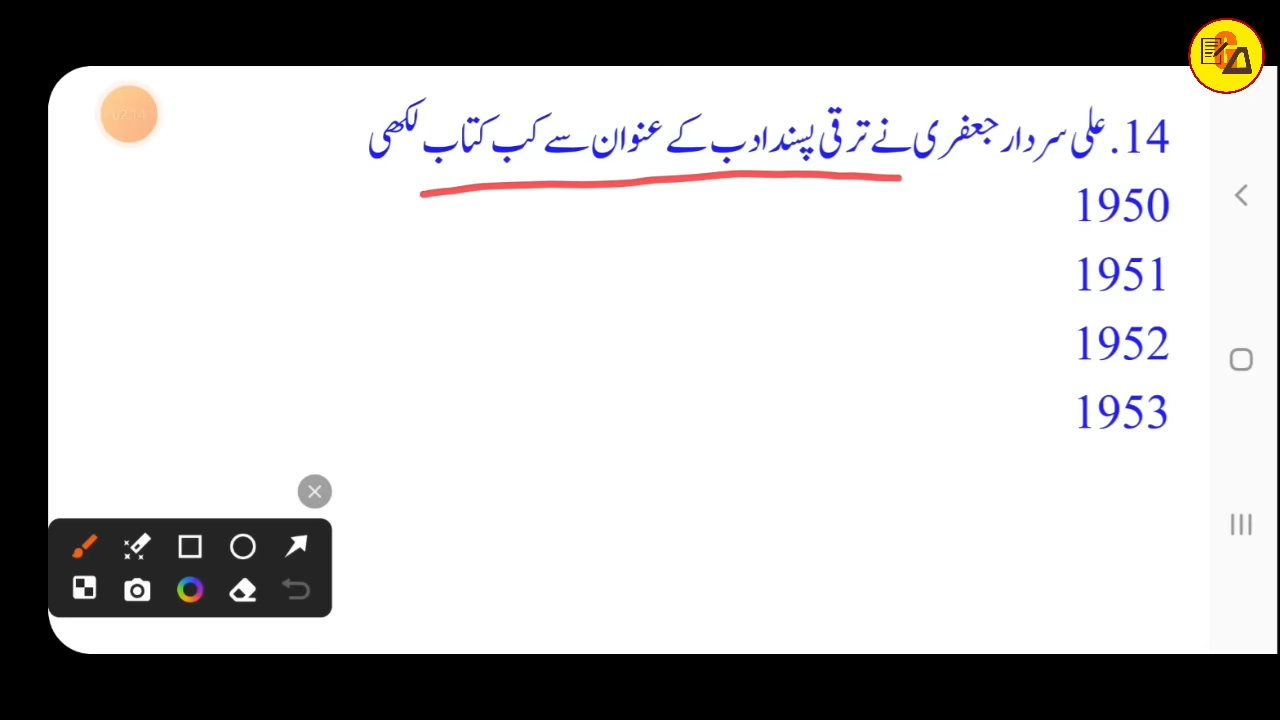 14. علی سردار جعفری نے ترقی پسند ادب کے عنوان سے کب کتاب لکھی
1950
1951
1952
1953